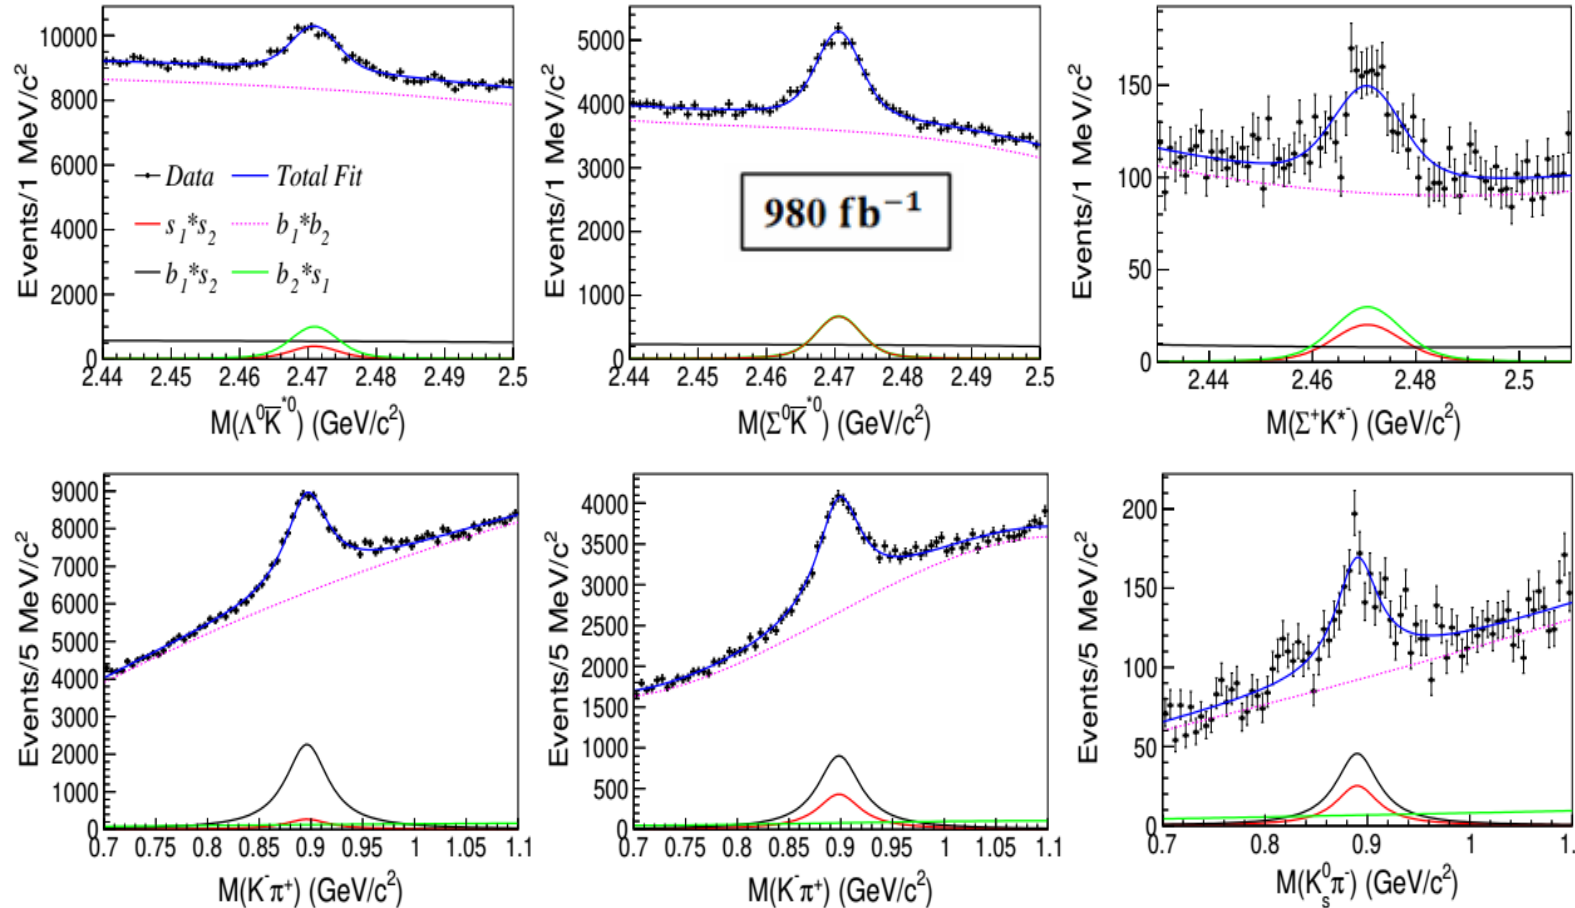 10000
8000
6000
4000
2000
0
Events/1 MeV/c²
Data
Total Fit
s₁*s₂
b₁*b₂
b₁*s₂
b₂*s₁
2.44 2.45 2.46 2.47 2.48 2.49 2.5
M(Λ⁰K̅*⁰) (GeV/c²)
5000
4000
3000
2000
1000
0
Events/1 MeV/c²
980 fb⁻¹
2.44 2.45 2.46 2.47 2.48 2.49 2.5
M(Σ⁰K̅*⁰) (GeV/c²)
150
100
50
0
Events/1 MeV/c²
2.44 2.46 2.48 2.5
M(Σ⁺K*⁻) (GeV/c²)
9000
8000
7000
6000
5000
4000
3000
2000
1000
0
Events/5 MeV/c²
0.7 0.75 0.8 0.85 0.9 0.95 1 1.05 1.1
M(K⁻π⁺) (GeV/c²)
4000
3500
3000
2500
2000
1500
1000
500
0
Events/5 MeV/c²
0.7 0.75 0.8 0.85 0.9 0.95 1 1.05 1.1
M(K⁻π⁺) (GeV/c²)
200
150
100
50
0
Events/5 MeV/c²
0.7 0.8 0.9 1 1.
M(K⁰ₛπ⁻) (GeV/c²)